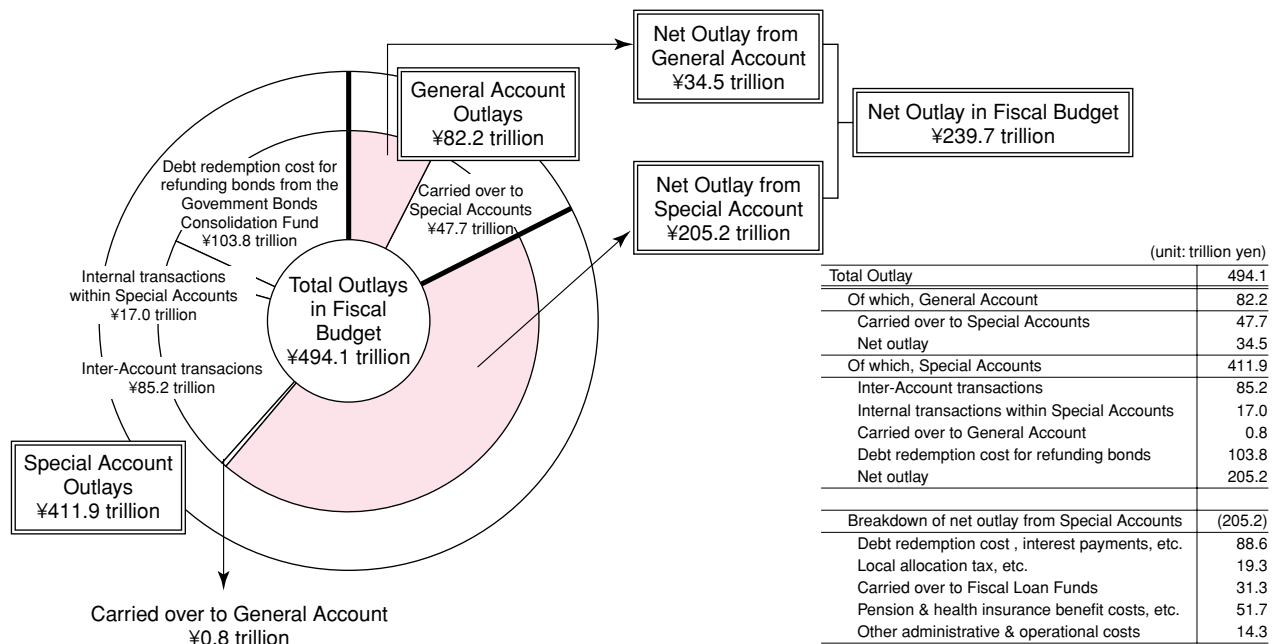 Net Outlay from
General Account
¥34.5 trillion
General Account
Outlays
¥82.2 trillion
Net Outlay in Fiscal Budget
¥239.7 trillion
Debt redemption cost for
refunding bonds from the
Government Bonds
Consolidation Fund
¥103.8 trillion
Carried over to
Special Accounts
¥47.7 trillion
Net Outlay from
Special Account
¥205.2 trillion
Internal transactions
within Special Accounts
¥17.0 trillion
Total Outlays
in Fiscal
Budget
¥494.1 trillion
Inter-Account transacions
¥85.2 trillion
Special Account
Outlays
¥411.9 trillion
Carried over to General Account
¥0.8 trillion
(unit: trillion yen)
Total Outlay 494.1
Of which, General Account 82.2
Carried over to Special Accounts 47.7
Net outlay 34.5
Of which, Special Accounts 411.9
Inter-Account transactions 85.2
Internal transactions within Special Accounts 17.0
Carried over to General Account 0.8
Debt redemption cost for refunding bonds 103.8
Net outlay 205.2
Breakdown of net outlay from Special Accounts (205.2)
Debt redemption cost , interest payments, etc. 88.6
Local allocation tax, etc. 19.3
Carried over to Fiscal Loan Funds 31.3
Pension & health insurance benefit costs, etc. 51.7
Other administrative & operational costs 14.3